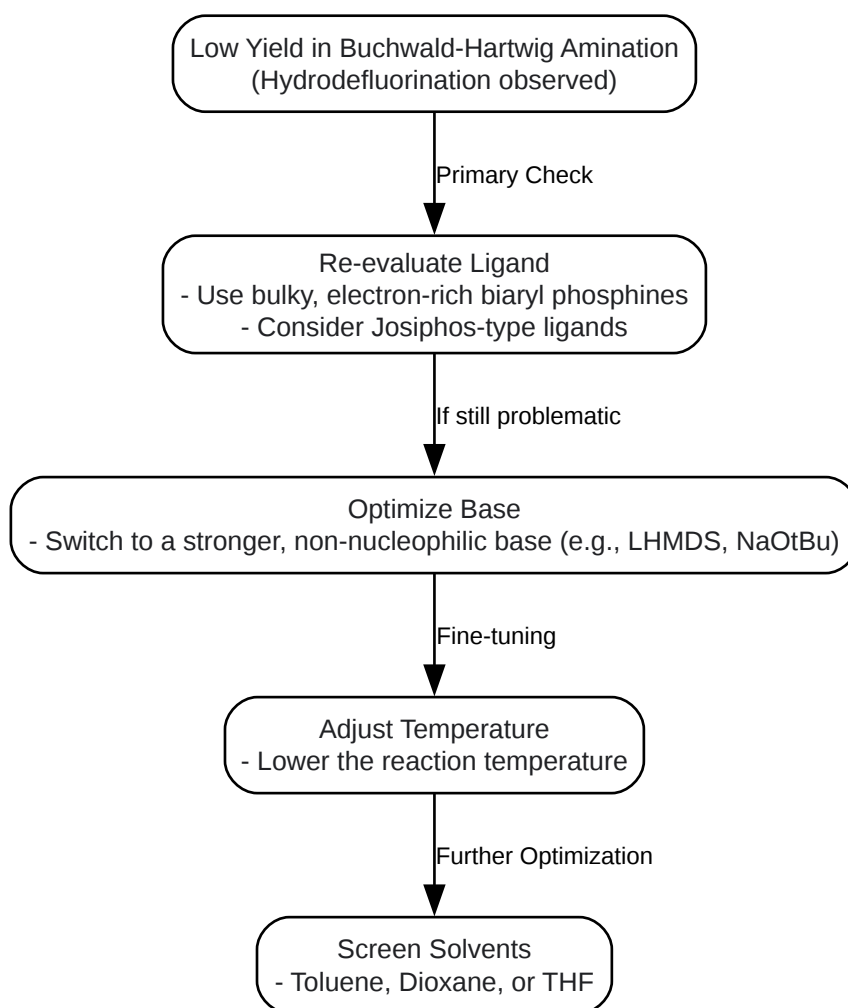 Low Yield in Buchwald-Hartwig Amination
(Hydrodefluorination observed)
Primary Check
Re-evaluate Ligand
- Use bulky, electron-rich biaryl phosphines
- Consider Josiphos-type ligands
If still problematic
Optimize Base
- Switch to a stronger, non-nucleophilic base (e.g., LHMDS, NaOtBu)
Fine-tuning
Adjust Temperature
- Lower the reaction temperature
Further Optimization
Screen Solvents
- Toluene, Dioxane, or THF